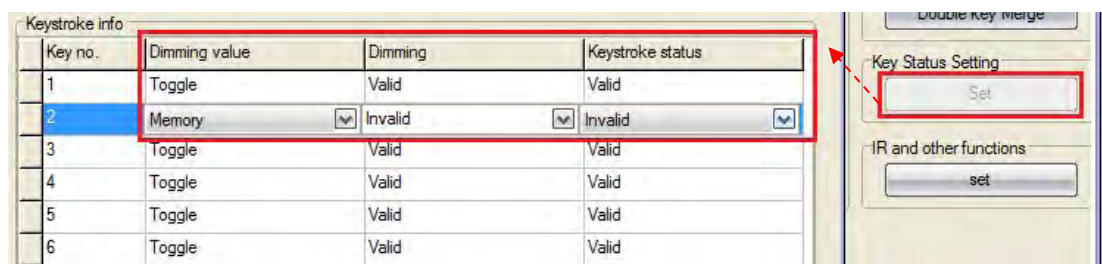 Keystroke info
Key no. Dimming value Dimming Keystroke status
1 Toggle Valid Valid
2 Memory Invalid Invalid
3 Toggle Valid Valid
4 Toggle Valid Valid
5 Toggle Valid Valid
6 Toggle Valid Valid
Double Key Merge
Key Status Setting
Set
IR and other functions
set